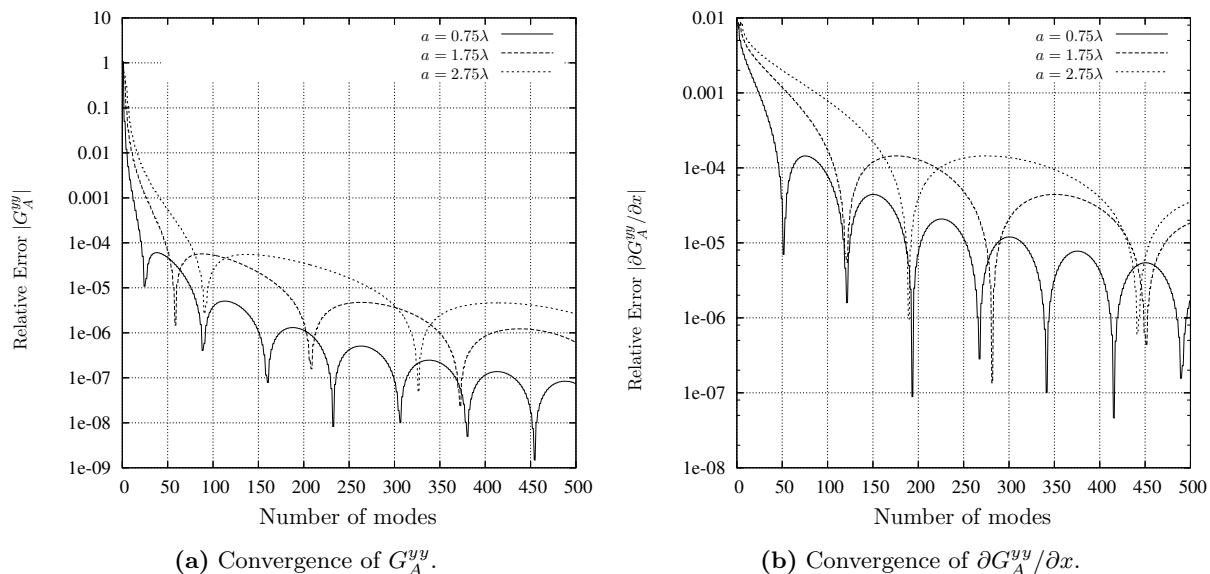 10
1
0.1
0.01
0.001
1e-04
1e-05
1e-06
1e-07
1e-08
1e-09
Relative Error |G_A^{yy}|
a = 0.75λ
a = 1.75λ
a = 2.75λ
0 50 100 150 200 250 300 350 400 450 500
Number of modes
(a) Convergence of G_A^{yy}.
0.01
0.001
1e-04
1e-05
1e-06
1e-07
1e-08
Relative Error |∂G_A^{yy}/∂x|
a = 0.75λ
a = 1.75λ
a = 2.75λ
0 50 100 150 200 250 300 350 400 450 500
Number of modes
(b) Convergence of ∂G_A^{yy}/∂x.